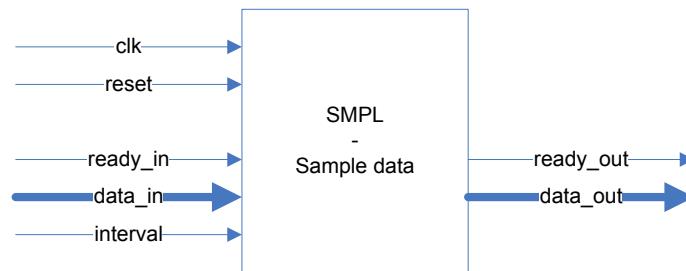 clk
reset
SMPL
-
Sample data
ready_in
ready_out
data_in
data_out
interval